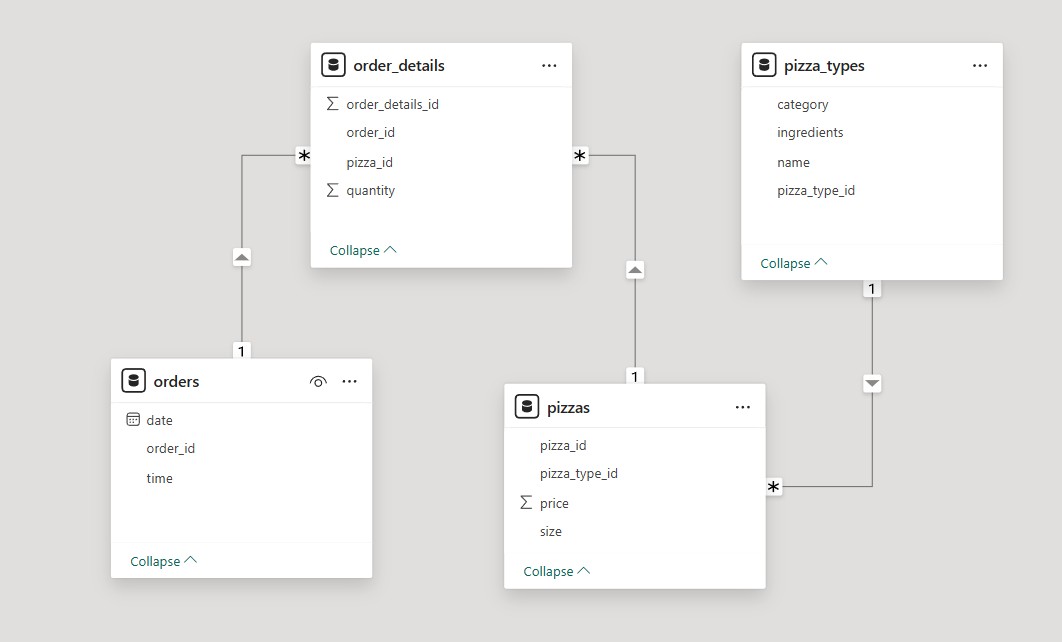 order_details
order_details_id
order_id
pizza_id
quantity
Collapse
pizza_types
category
ingredients
name
pizza_type_id
Collapse
*
*
1
1
1
*
orders
date
order_id
time
Collapse
pizzas
pizza_id
pizza_type_id
price
size
Collapse